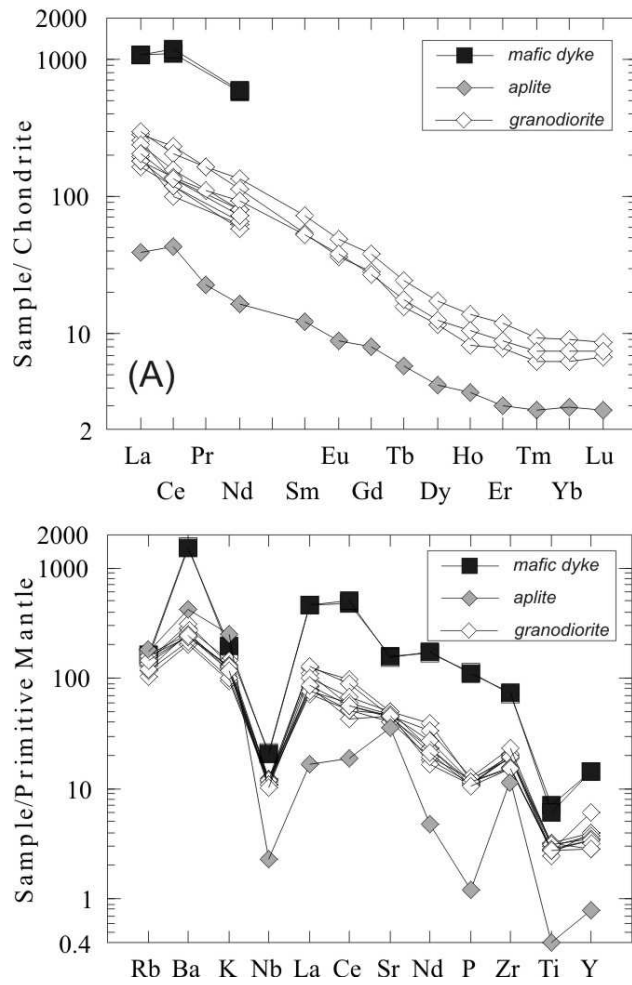 2000
1000
100
10
2
Sample/ Chondrite
(A)
mafic dyke
aplite
granodiorite
La Pr Eu Tb Ho Tm Lu
Ce Nd Sm Gd Dy Er Yb
2000
1000
100
10
1
0.4
Sample/Primitive Mantle
mafic dyke
aplite
granodiorite
Rb Ba K Nb La Ce Sr Nd P Zr Ti Y